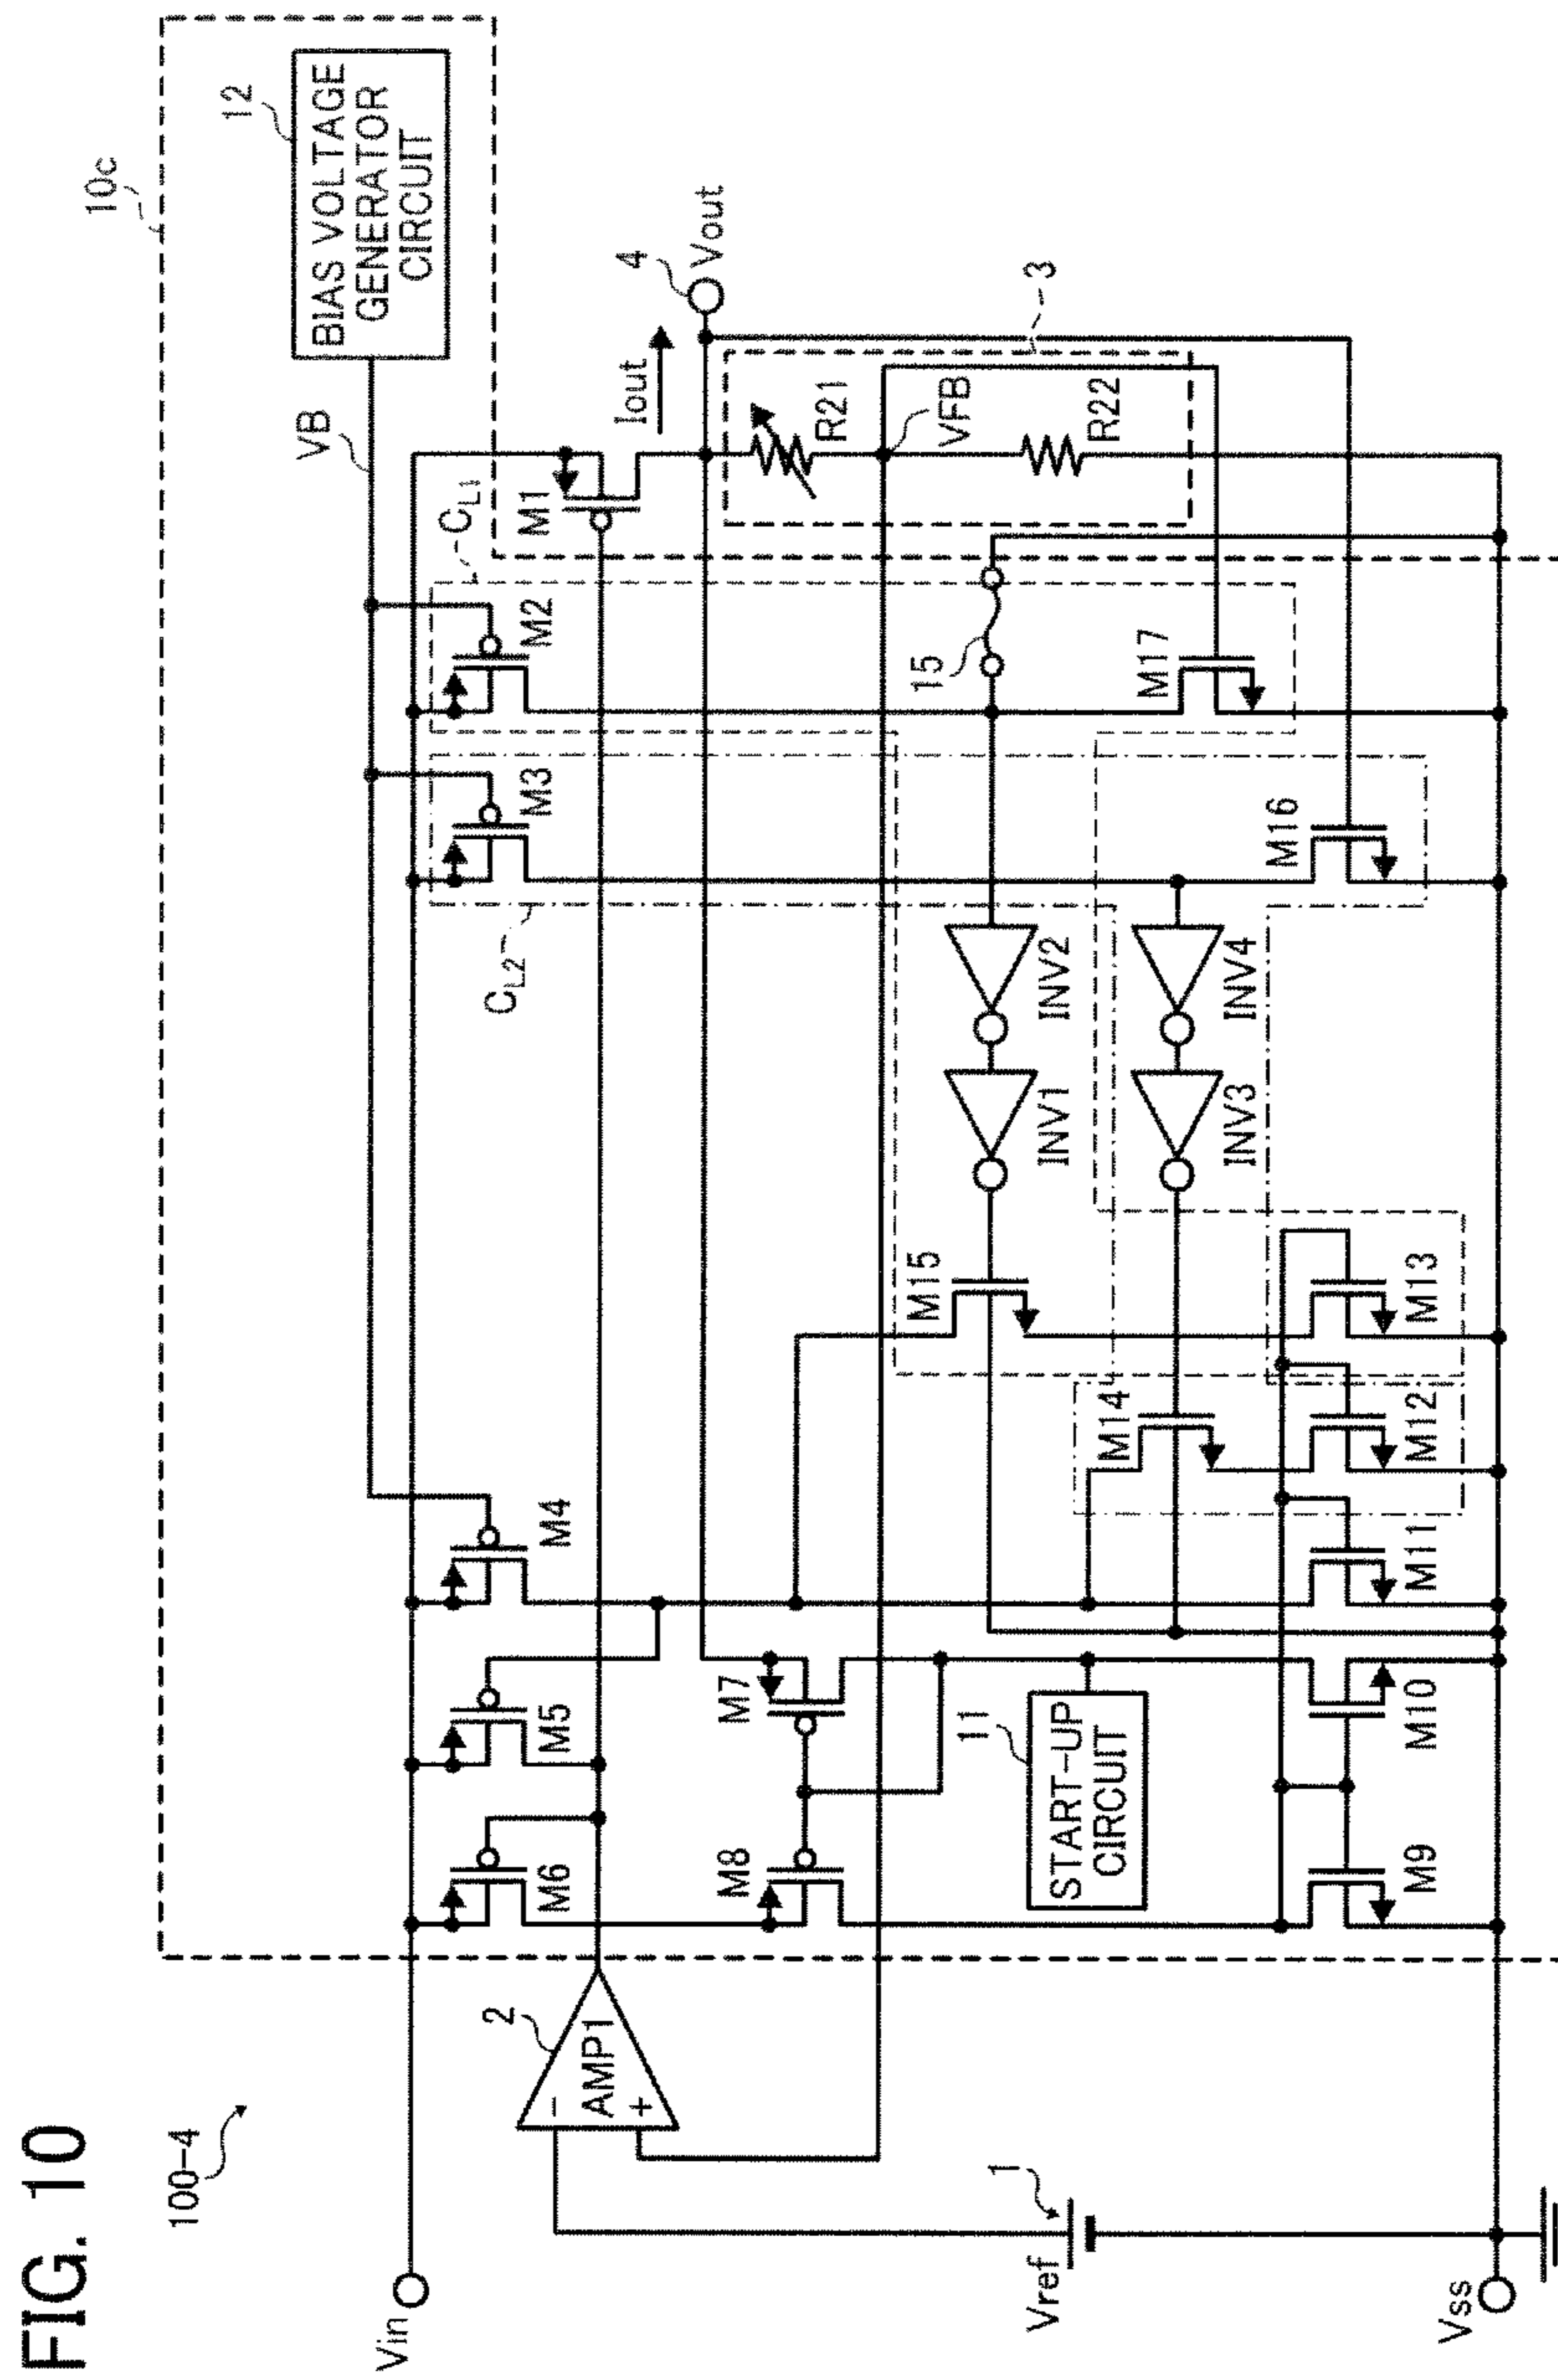 FIG. 10
100-4
10c
12
BIAS VOLTAGE
GENERATOR
CIRCUIT
VB
Vin
M6
M5
M4
M3
M2
CL1
CL2
M1
Iout
4
Vout
2
AMP1
−
+
M8
M7
R21
3
VFB
R22
15
M17
M16
INV2
INV1
INV4
INV3
M15
M14
11
START-UP
CIRCUIT
1
Vref
M9
M10
M11
M12
M13
Vss